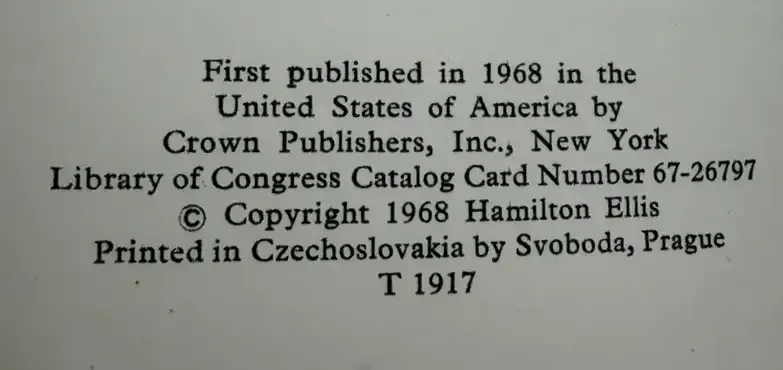 First published in 1968 in the
United States of America by
Crown Publishers, Inc., New York
Library of Congress Catalog Card Number 67-26797
© Copyright 1968 Hamilton Ellis
Printed in Czechoslovakia by Svoboda, Prague
T 1917